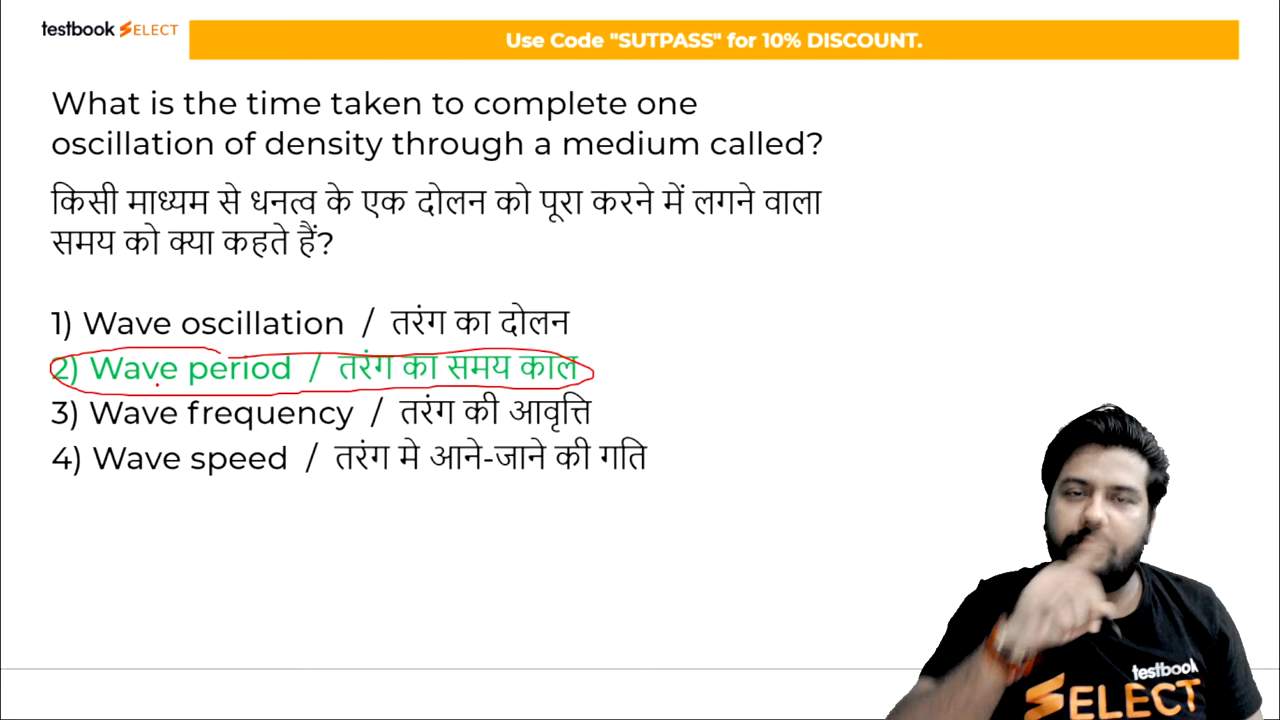 testbook SELECT
Use Code "SUTPASS" for 10% DISCOUNT.
What is the time taken to complete one
oscillation of density through a medium called?
किसी माध्यम से धनत्व के एक दोलन को पूरा करने में लगने वाला
समय को क्या कहते हैं?
1) Wave oscillation / तरंग का दोलन
2) Wave period / तरंग का समय काल
3) Wave frequency / तरंग की आवृत्ति
4) Wave speed / तरंग मे आने-जाने की गति
testbook
SELECT